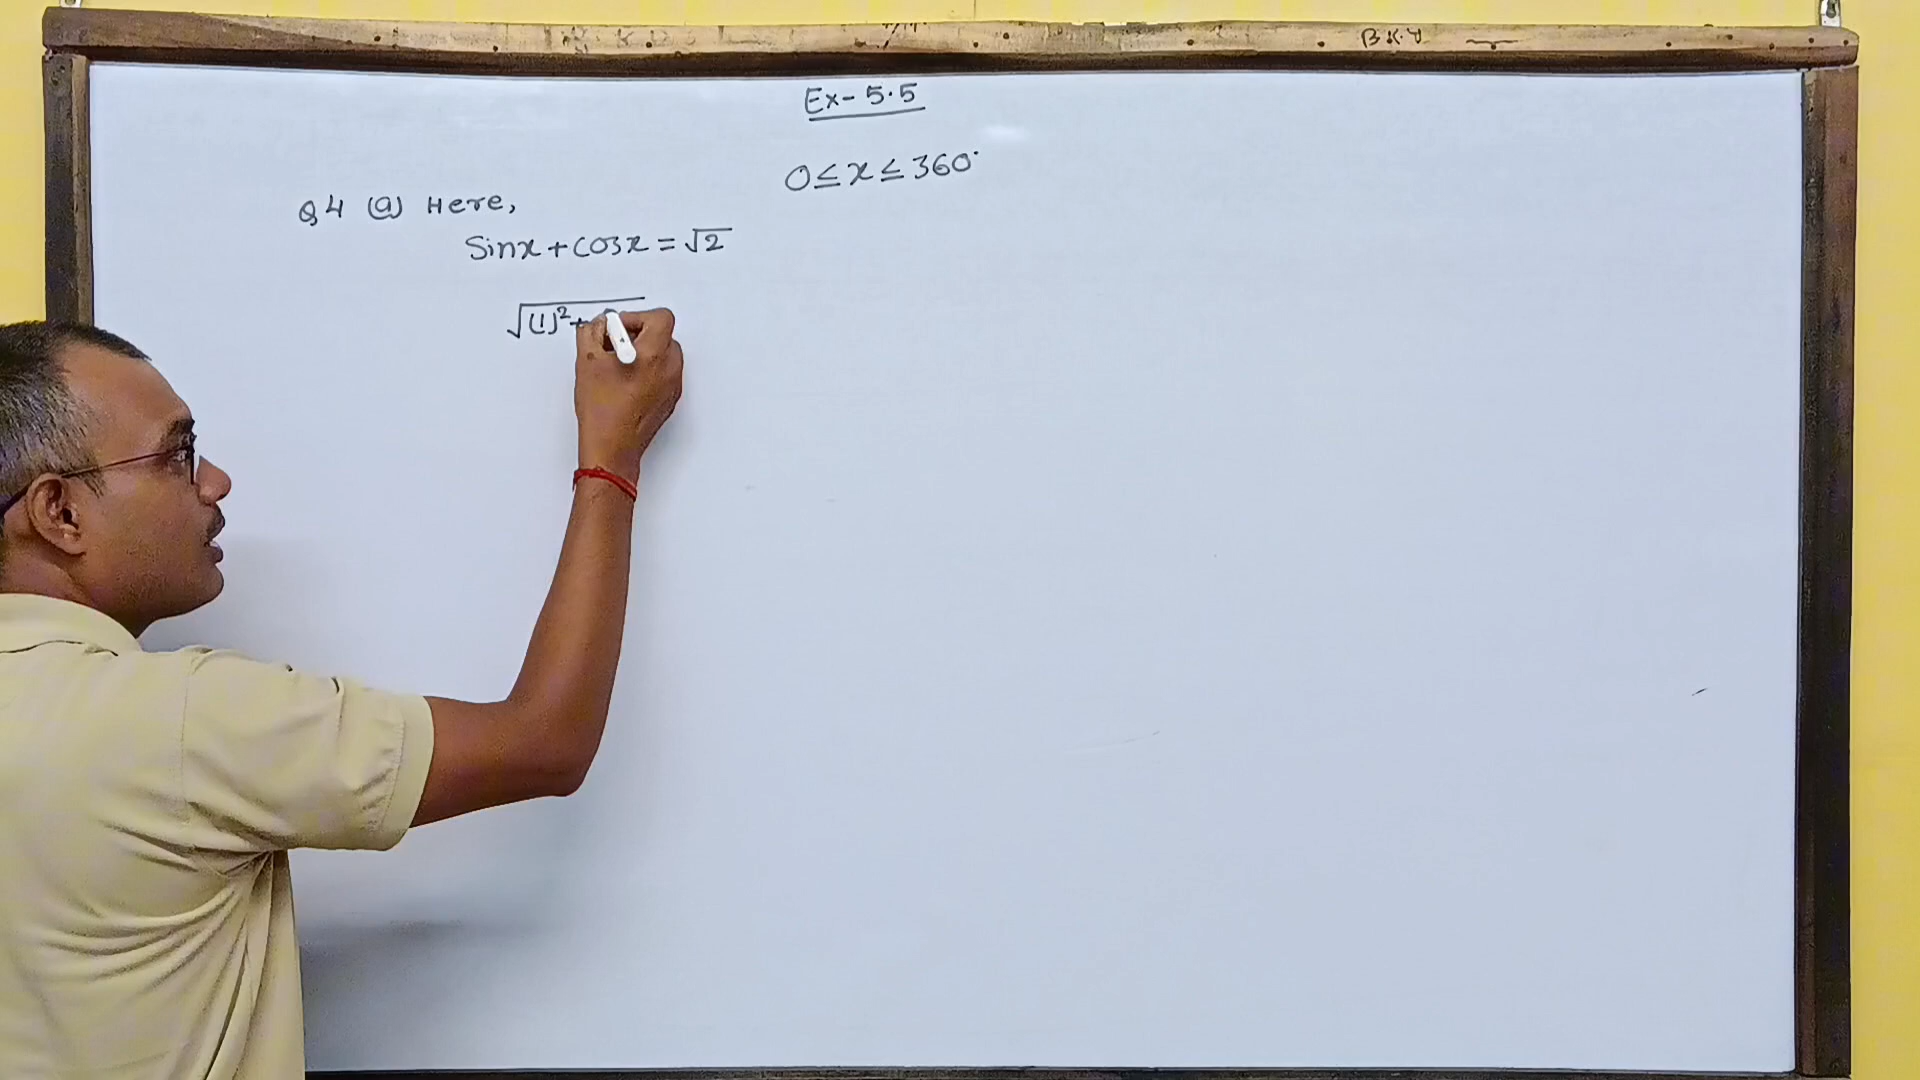 B.K.Y
Ex- 5.5
0≤x≤360°
Q4 (a) Here,
Sinx+cosx=√2
√(1)²+